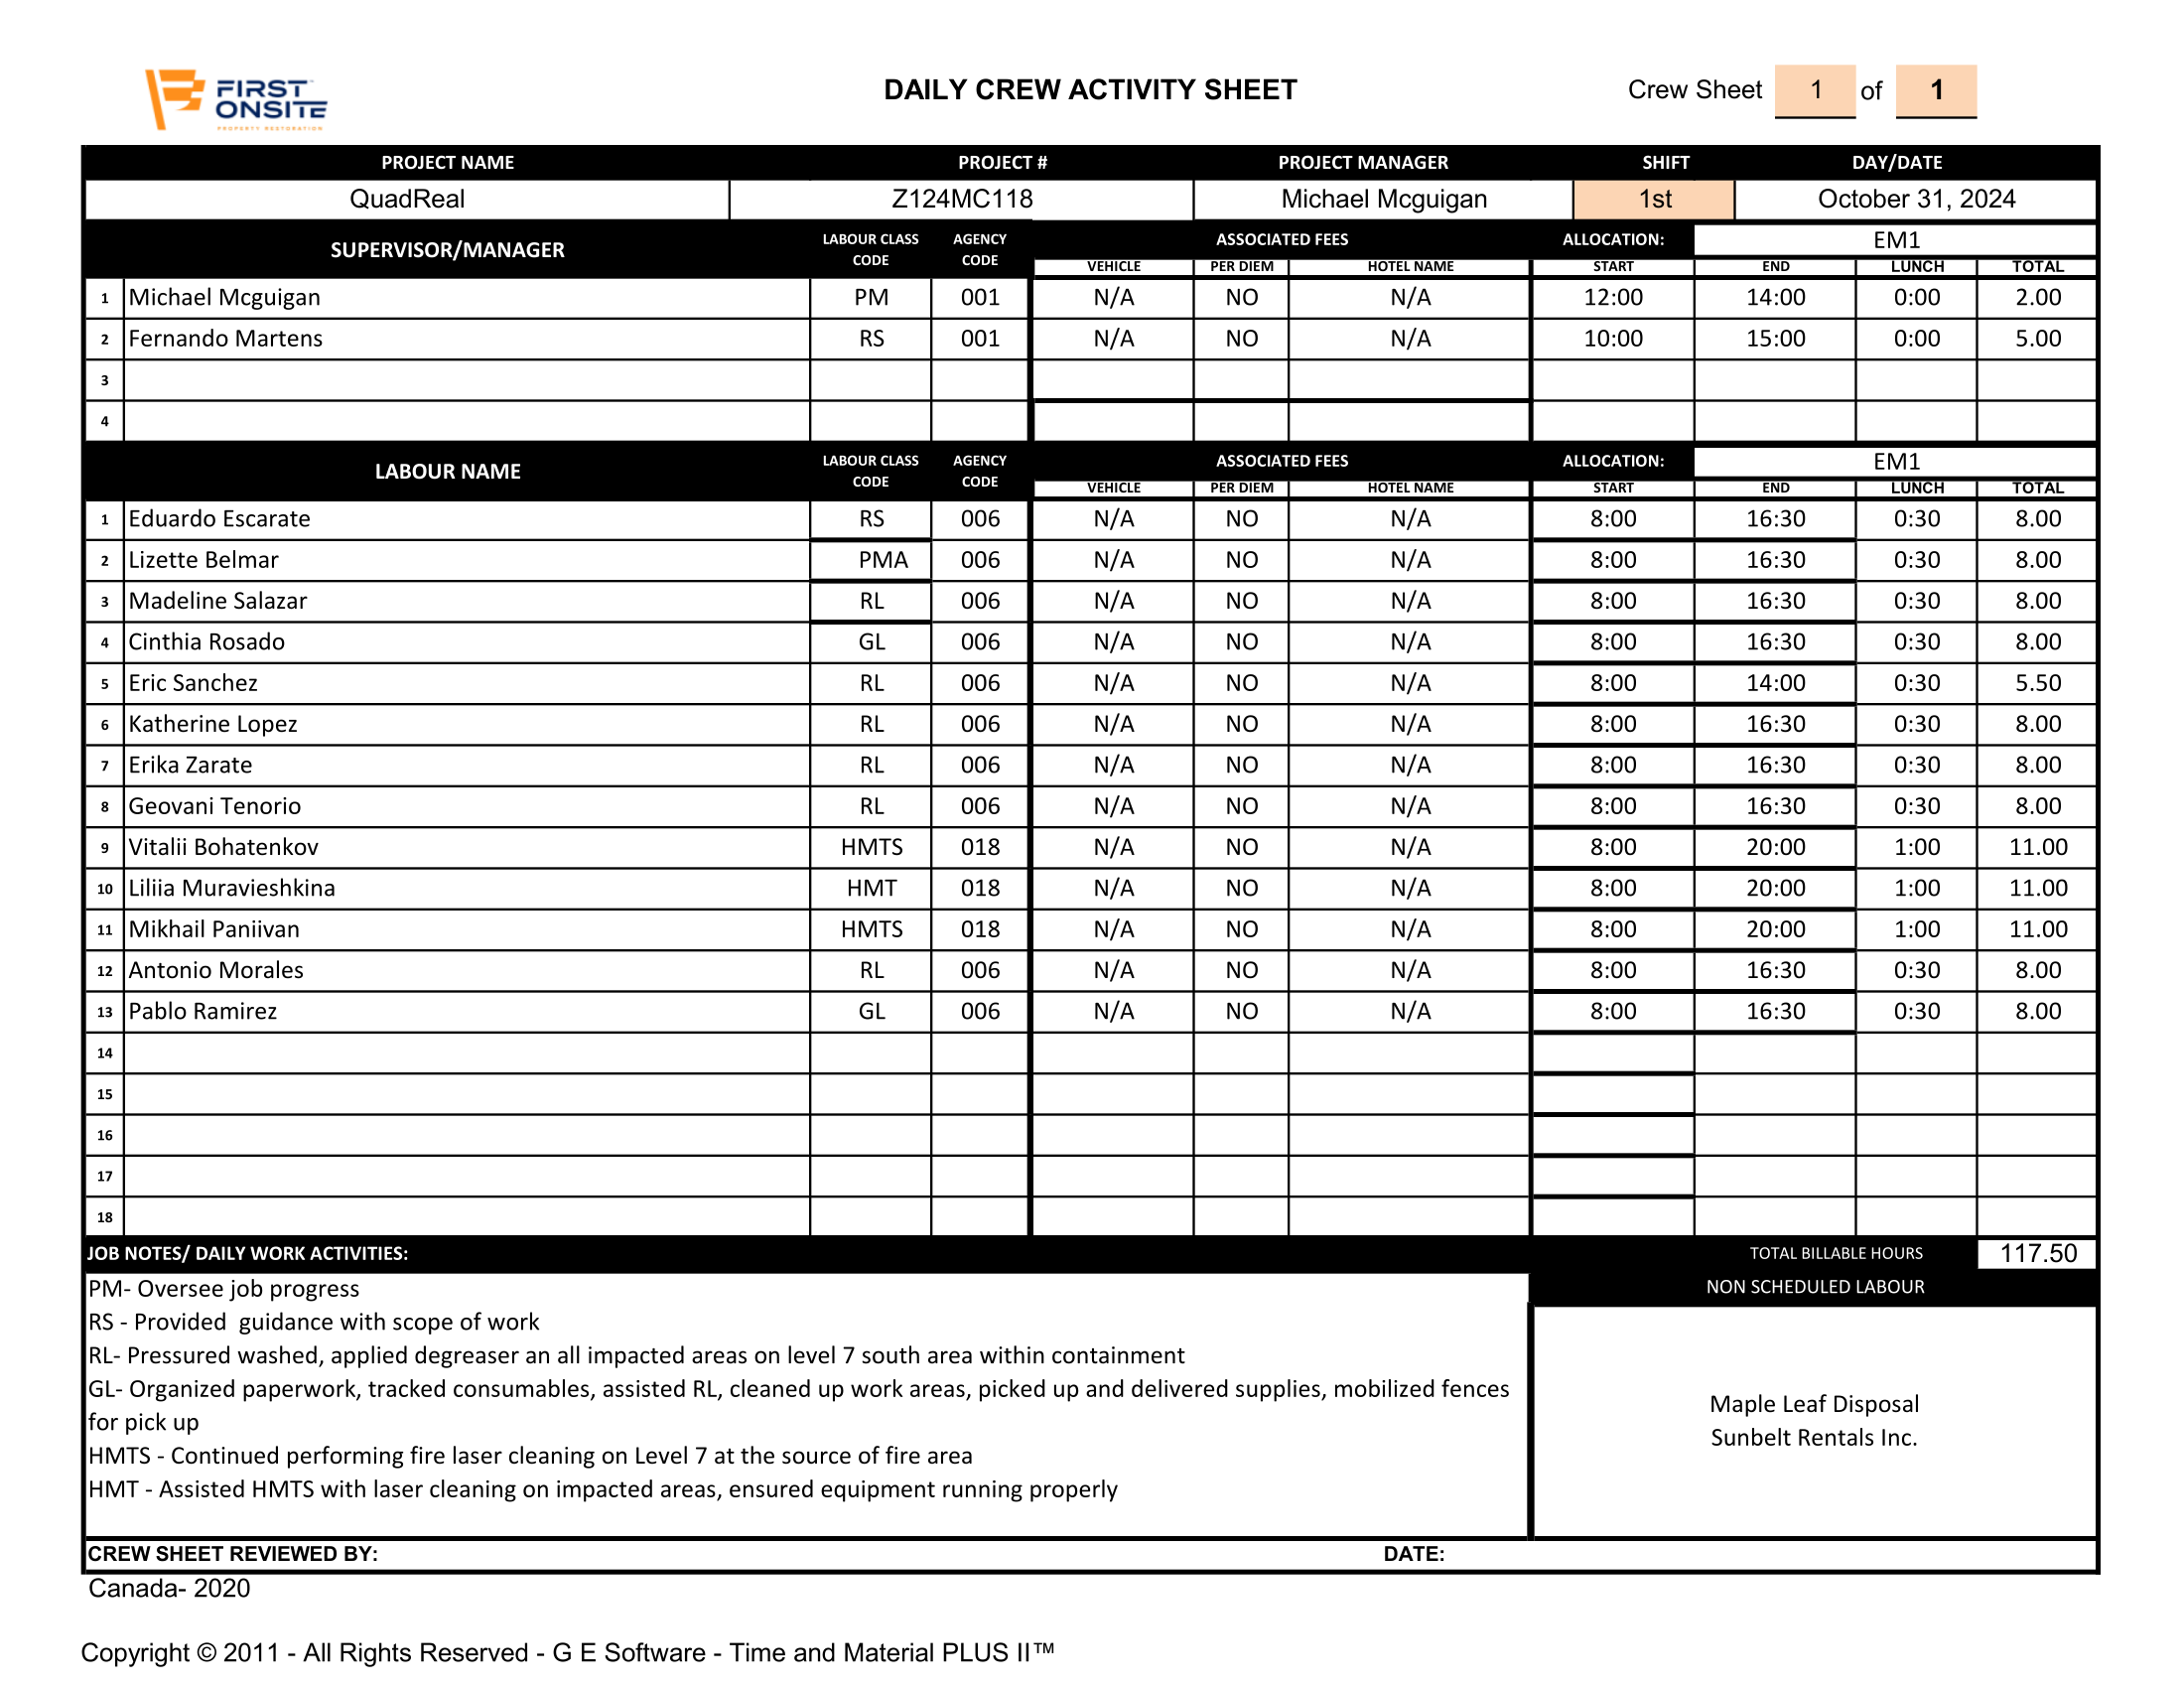 FIRST ONSITE PROPERTY RESTORATION
DAILY CREW ACTIVITY SHEET
Crew Sheet 1 of 1
PROJECT NAME PROJECT # PROJECT MANAGER SHIFT DAY/DATE
QuadReal Z124MC118 Michael Mcguigan 1st October 31, 2024
SUPERVISOR/MANAGER LABOUR CLASS CODE AGENCY CODE ASSOCIATED FEES ALLOCATION: EM1
VEHICLE PER DIEM HOTEL NAME START END LUNCH TOTAL
1 Michael Mcguigan PM 001 N/A NO N/A 12:00 14:00 0:00 2.00
2 Fernando Martens RS 001 N/A NO N/A 10:00 15:00 0:00 5.00
3
4
LABOUR NAME LABOUR CLASS CODE AGENCY CODE ASSOCIATED FEES ALLOCATION: EM1
VEHICLE PER DIEM HOTEL NAME START END LUNCH TOTAL
1 Eduardo Escarate RS 006 N/A NO N/A 8:00 16:30 0:30 8.00
2 Lizette Belmar PMA 006 N/A NO N/A 8:00 16:30 0:30 8.00
3 Madeline Salazar RL 006 N/A NO N/A 8:00 16:30 0:30 8.00
4 Cinthia Rosado GL 006 N/A NO N/A 8:00 16:30 0:30 8.00
5 Eric Sanchez RL 006 N/A NO N/A 8:00 14:00 0:30 5.50
6 Katherine Lopez RL 006 N/A NO N/A 8:00 16:30 0:30 8.00
7 Erika Zarate RL 006 N/A NO N/A 8:00 16:30 0:30 8.00
8 Geovani Tenorio RL 006 N/A NO N/A 8:00 16:30 0:30 8.00
9 Vitalii Bohatenkov HMTS 018 N/A NO N/A 8:00 20:00 1:00 11.00
10 Liliia Muravieshkina HMT 018 N/A NO N/A 8:00 20:00 1:00 11.00
11 Mikhail Paniivan HMTS 018 N/A NO N/A 8:00 20:00 1:00 11.00
12 Antonio Morales RL 006 N/A NO N/A 8:00 16:30 0:30 8.00
13 Pablo Ramirez GL 006 N/A NO N/A 8:00 16:30 0:30 8.00
14
15
16
17
18
JOB NOTES/ DAILY WORK ACTIVITIES: TOTAL BILLABLE HOURS 117.50
PM- Oversee job progress
RS - Provided  guidance with scope of work
RL- Pressured washed, applied degreaser an all impacted areas on level 7 south area within containment
GL- Organized paperwork, tracked consumables, assisted RL, cleaned up work areas, picked up and delivered supplies, mobilized fences
for pick up
HMTS - Continued performing fire laser cleaning on Level 7 at the source of fire area
HMT - Assisted HMTS with laser cleaning on impacted areas, ensured equipment running properly
NON SCHEDULED LABOUR
Maple Leaf Disposal
Sunbelt Rentals Inc.
CREW SHEET REVIEWED BY: DATE:
Canada- 2020
Copyright © 2011 - All Rights Reserved - G E Software - Time and Material PLUS II™